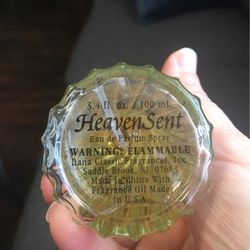 3.4 fl. oz. / 100 ml.
HeavenSent
Eau de Parfum Spray
WARNING: FLAMMABLE
Dana Classic Fragrances, Inc.
Saddle Brook, NJ 07663
Made in China With
Fragrance Oil Made in
U.S.A.